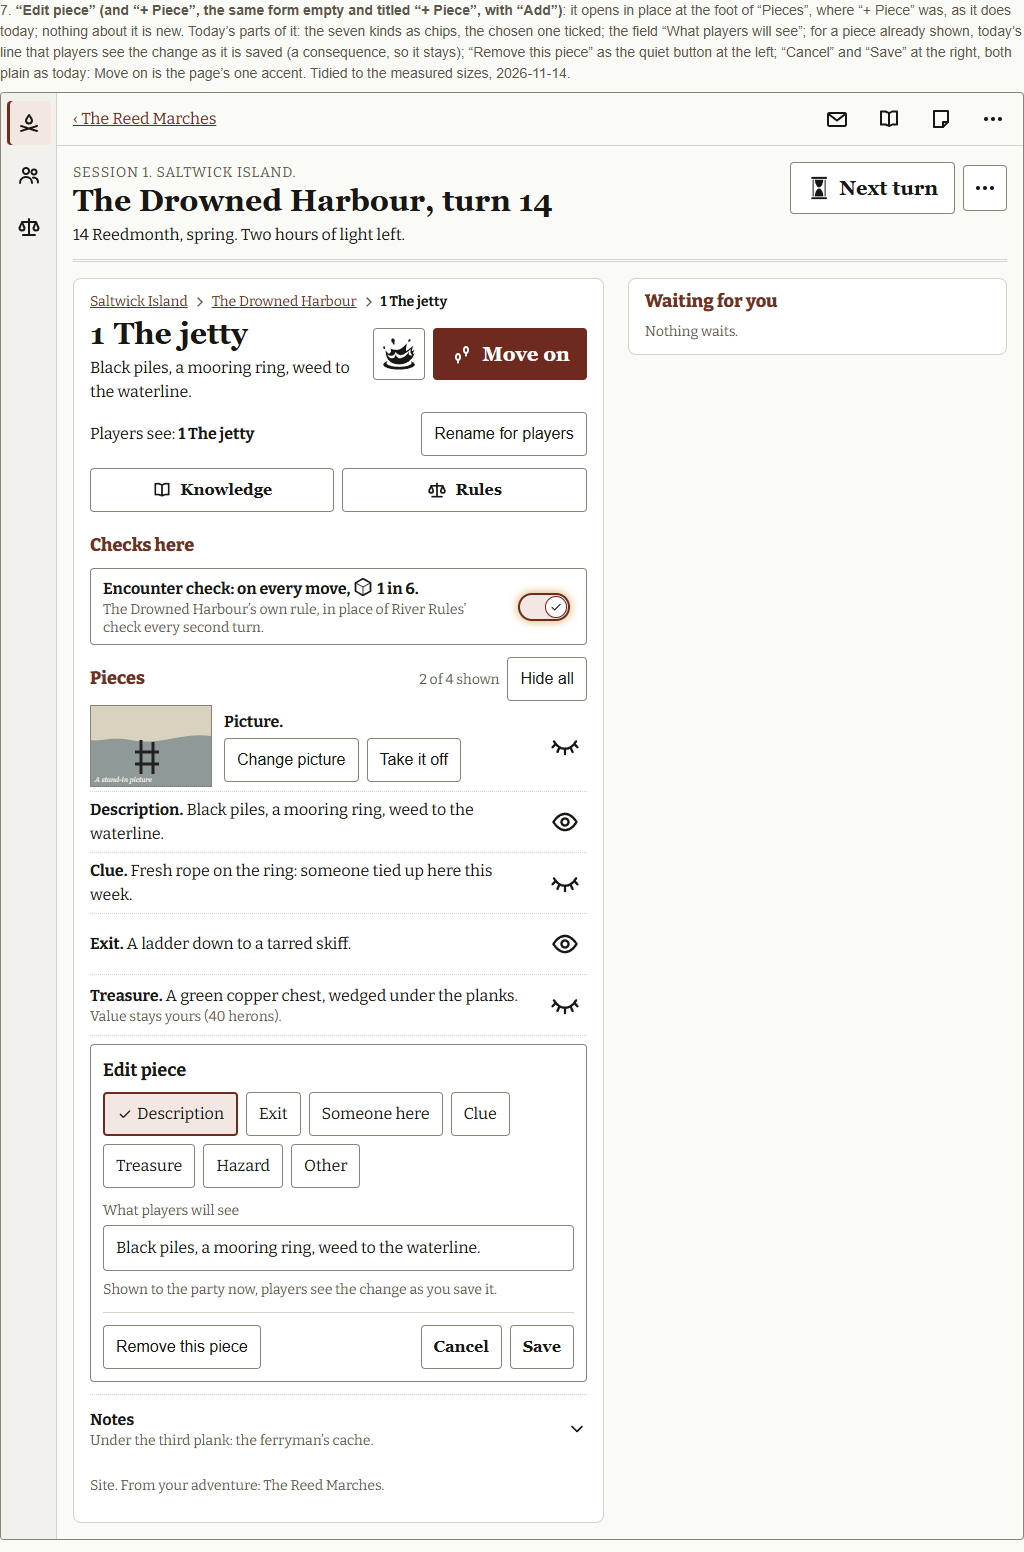 7. “Edit piece” (and “+ Piece”, the same form empty and titled “+ Piece”, with “Add”): it opens in place at the foot of “Pieces”, where “+ Piece” was, as it does
today; nothing about it is new. Today’s parts of it: the seven kinds as chips, the chosen one ticked; the field “What players will see”; for a piece already shown, today’s
line that players see the change as it is saved (a consequence, so it stays); “Remove this piece” as the quiet button at the left; “Cancel” and “Save” at the right, both
plain as today: Move on is the page’s one accent. Tidied to the measured sizes, 2026-11-14.
‹ The Reed Marches
SESSION 1. SALTWICK ISLAND.
The Drowned Harbour, turn 14
14 Reedmonth, spring. Two hours of light left.
Next turn
Saltwick Island > The Drowned Harbour > 1 The jetty
1 The jetty
Black piles, a mooring ring, weed to
the waterline.
Move on
Players see: 1 The jetty
Rename for players
Knowledge
Rules
Checks here
Encounter check: on every move, 1 in 6.
The Drowned Harbour’s own rule, in place of River Rules’
check every second turn.
Pieces
2 of 4 shown
Hide all
A stand-in picture
Picture.
Change picture
Take it off
Description. Black piles, a mooring ring, weed to the
waterline.
Clue. Fresh rope on the ring: someone tied up here this
week.
Exit. A ladder down to a tarred skiff.
Treasure. A green copper chest, wedged under the planks.
Value stays yours (40 herons).
Edit piece
Description
Exit
Someone here
Clue
Treasure
Hazard
Other
What players will see
Black piles, a mooring ring, weed to the waterline.
Shown to the party now, players see the change as you save it.
Remove this piece
Cancel
Save
Notes
Under the third plank: the ferryman’s cache.
Site. From your adventure: The Reed Marches.
Waiting for you
Nothing waits.